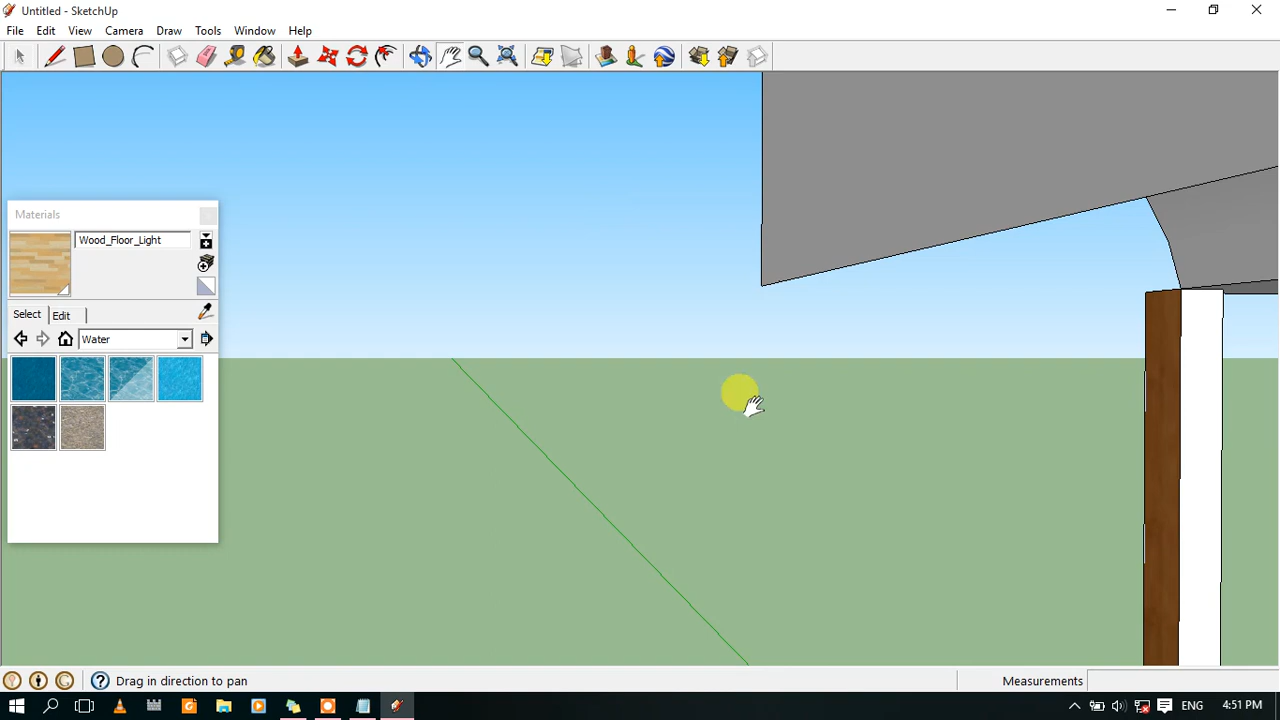 Untitled - SketchUp
File Edit View Camera Draw Tools Window Help
Materials
Wood_Floor_Light
Select Edit
Water
Drag in direction to pan
Measurements
ENG 4:51 PM